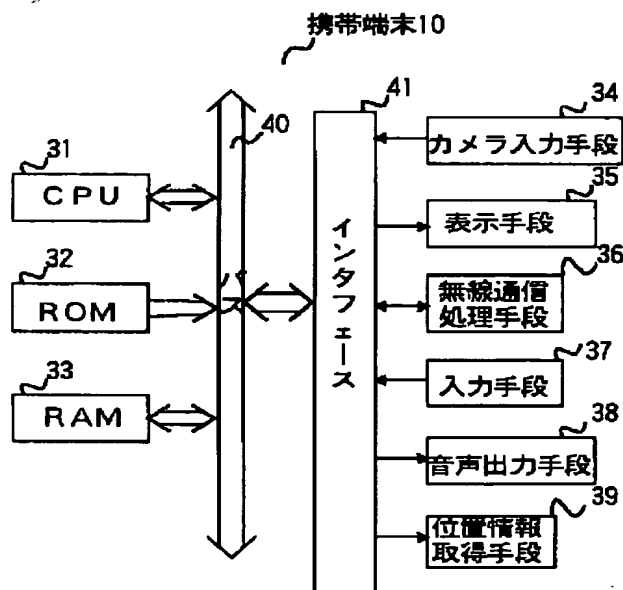 携帯端末10
41
34
カメラ入力手段
40
31
CPU
35
表示手段
インタフェース
36
無線通信
処理手段
32
ROM
バス
37
入力手段
33
RAM
38
音声出力手段
39
位置情報
取得手段